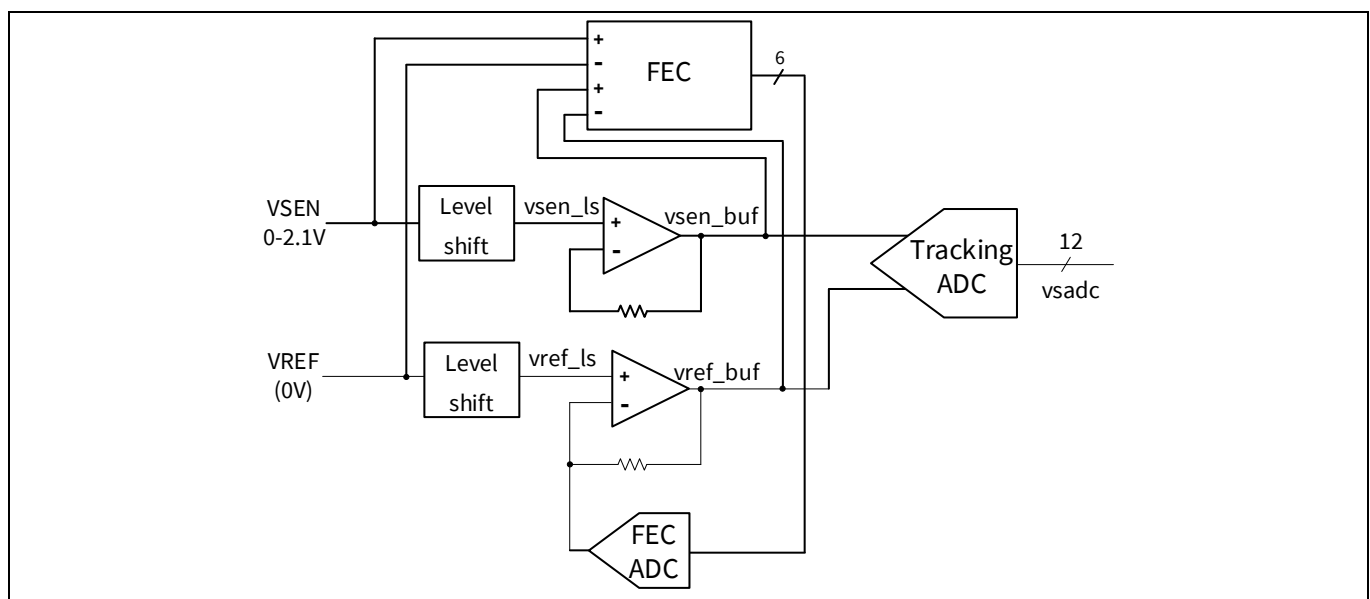 +
-
+
-
FEC
6
VSEN
0-2.1V
Level
shift
vsen_ls
+
-
vsen_buf
Tracking
ADC
12
vsadc
VREF
(0V)
Level
shift
vref_ls
+
-
vref_buf
FEC
ADC